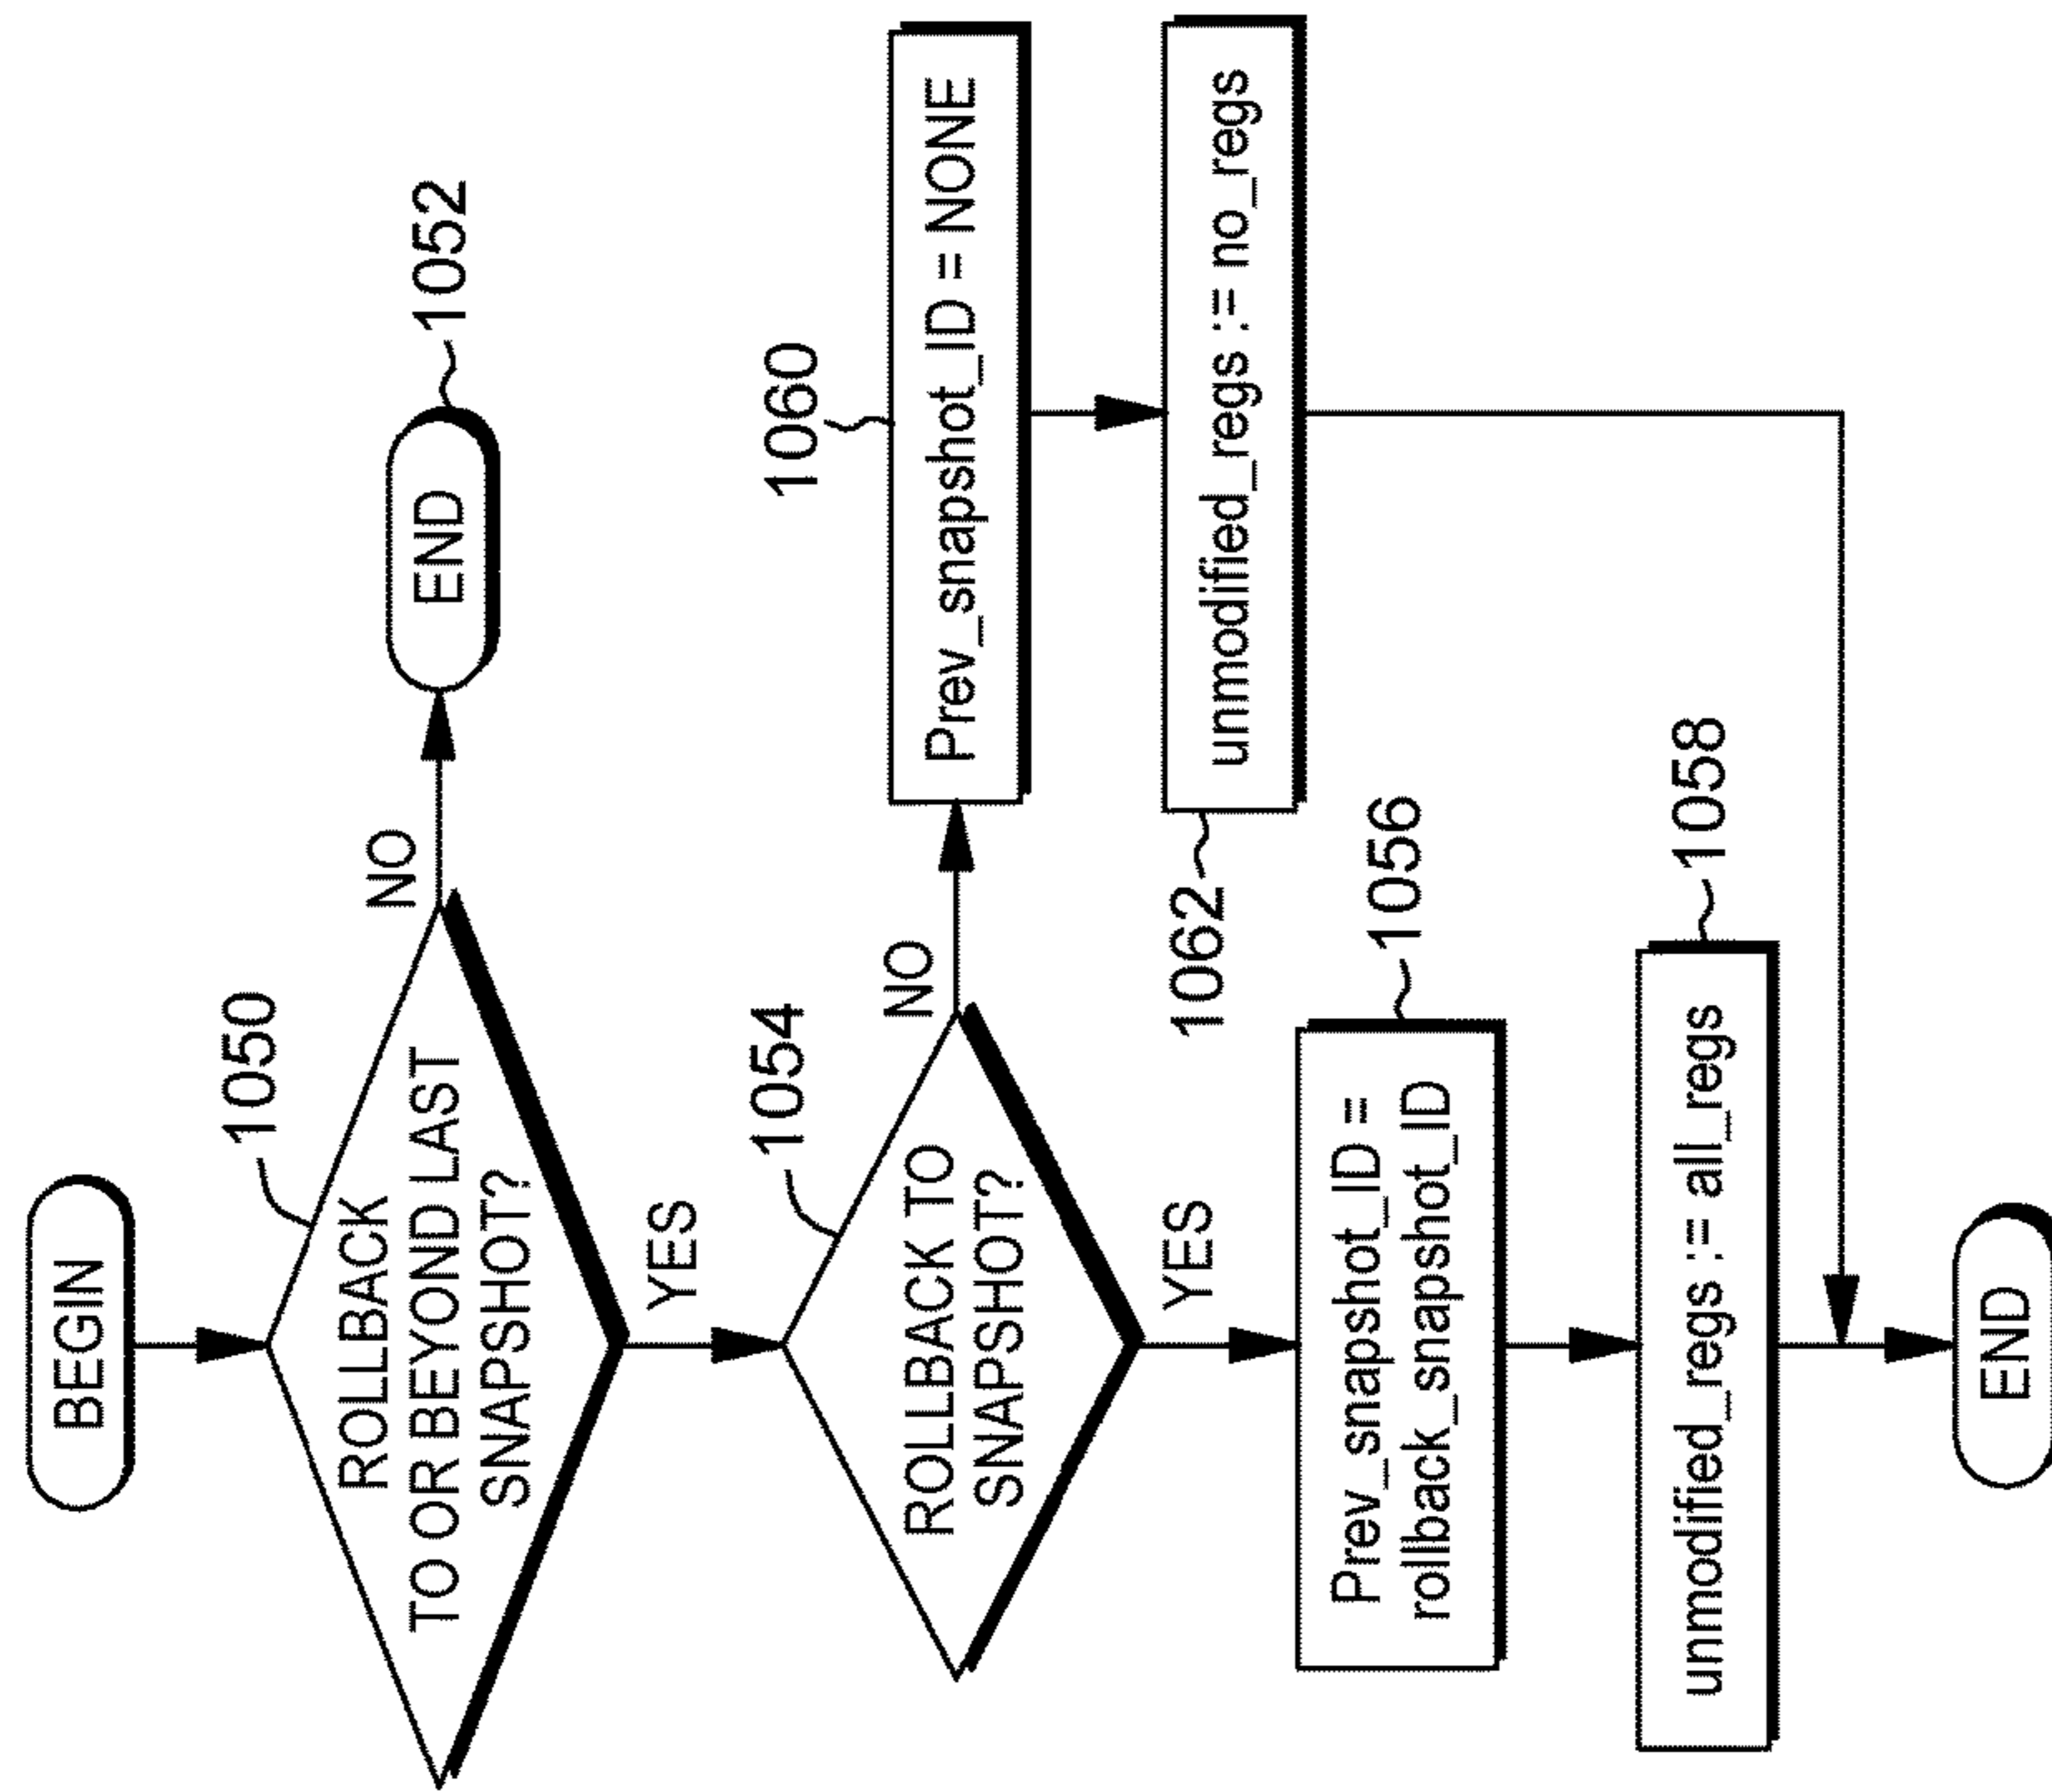 BEGIN
1050
ROLLBACK
TO OR BEYOND LAST
SNAPSHOT?
NO
END
1052
YES
1054
ROLLBACK TO
SNAPSHOT?
NO
1060
Prev_snapshot_ID = NONE
1062
unmodified_regs := no_regs
YES
Prev_snapshot_ID =
rollback_snapshot_ID
1056
unmodified_regs := all_regs
1058
END